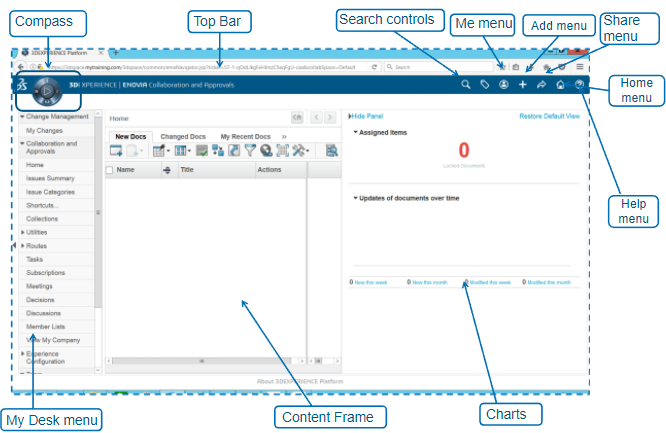 Compass
Top Bar
Search controls
Me menu
Add menu
Share
menu
3DEXPERIENCE Platform
Search
3DEXPERIENCE | ENOVIA Collaboration and Approvals
Home
menu
Change Management
My Changes
Collaboration and
Approvals
Home
Issues Summary
Issue Categories
Shortcuts...
Collections
Utilities
Routes
Tasks
Subscriptions
Meetings
Decisions
Discussions
Member Lists
View My Company
Experience
Configuration
Home
New Docs
Changed Docs
My Recent Docs
»
Name
Title
Actions
Hide Panel
Restore Default View
Assigned Items
0
Locked Documents
Updates of documents over time
0 New this week
0 New this month
0 Modified this week
0 Modified this month
Help
menu
About 3DEXPERIENCE Platform
My Desk menu
Content Frame
Charts